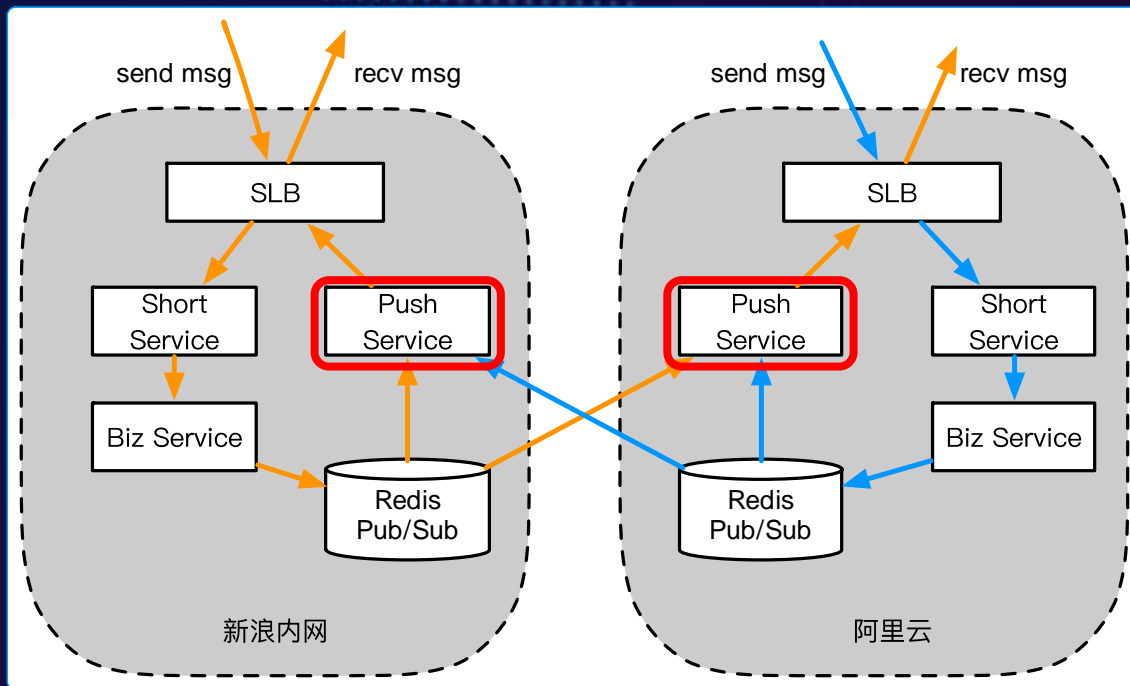 send msg
recv msg
send msg
recv msg
SLB
SLB
Short
Service
Push
Service
Push
Service
Short
Service
Biz Service
Biz Service
Redis
Pub/Sub
Redis
Pub/Sub
新浪内网
阿里云